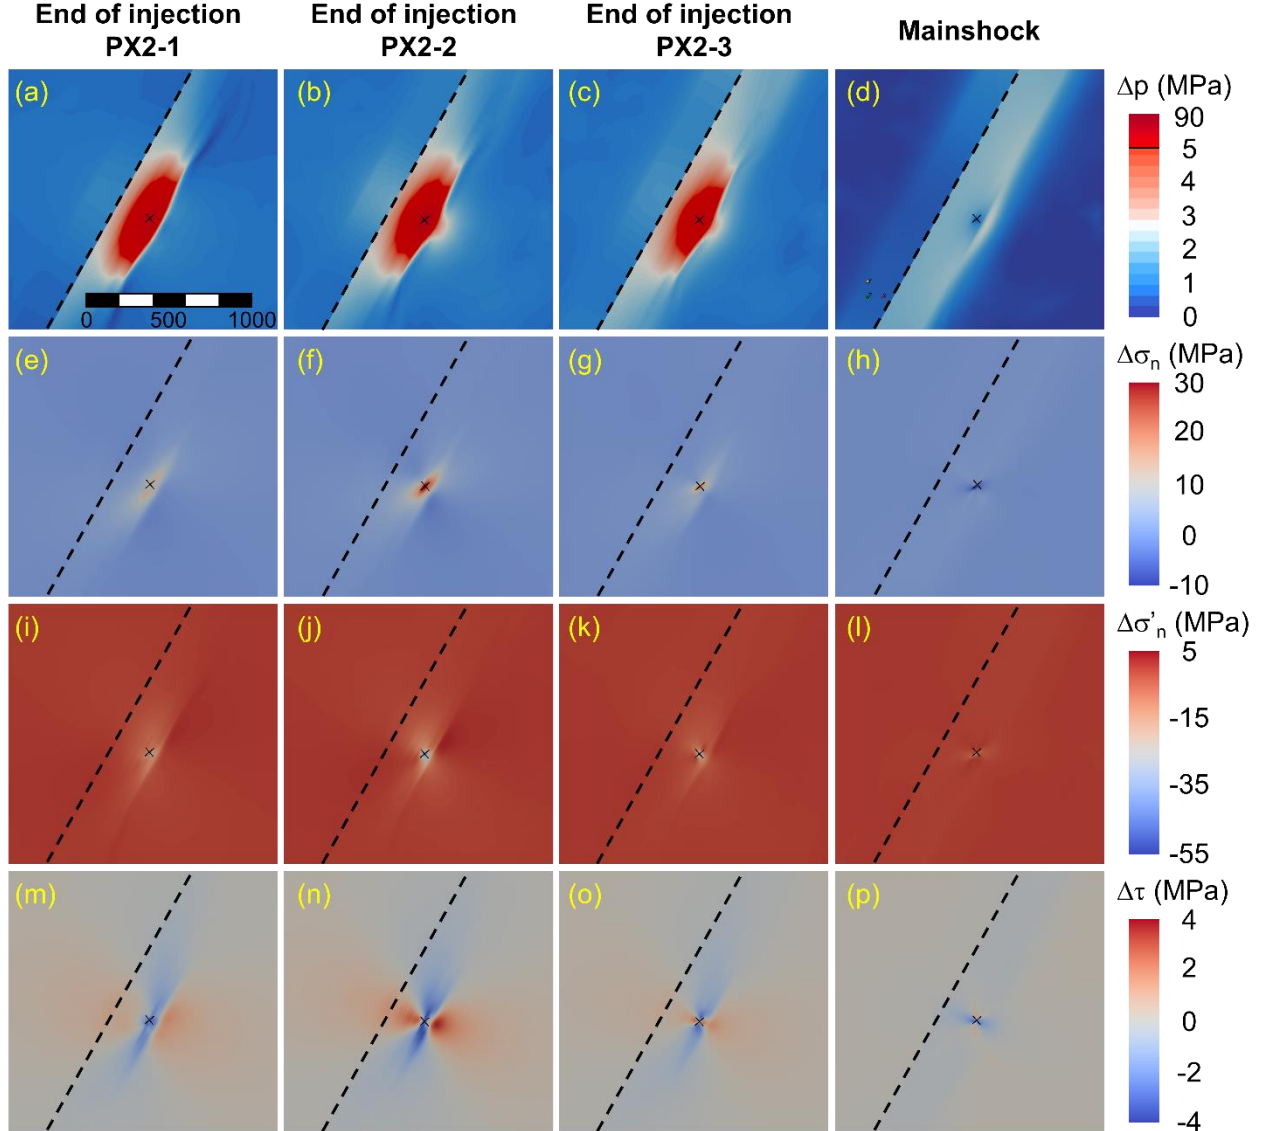 End of injection
PX2-1
End of injection
PX2-2
End of injection
PX2-3
Mainshock
(a)
(b)
(c)
(d)
Δp (MPa)
90
5
4
3
2
1
0
0 500 1000
(e)
(f)
(g)
(h)
Δσn (MPa)
30
20
10
0
-10
(i)
(j)
(k)
(l)
Δσ'n (MPa)
5
-15
-35
-55
(m)
(n)
(o)
(p)
Δτ (MPa)
4
2
0
-2
-4